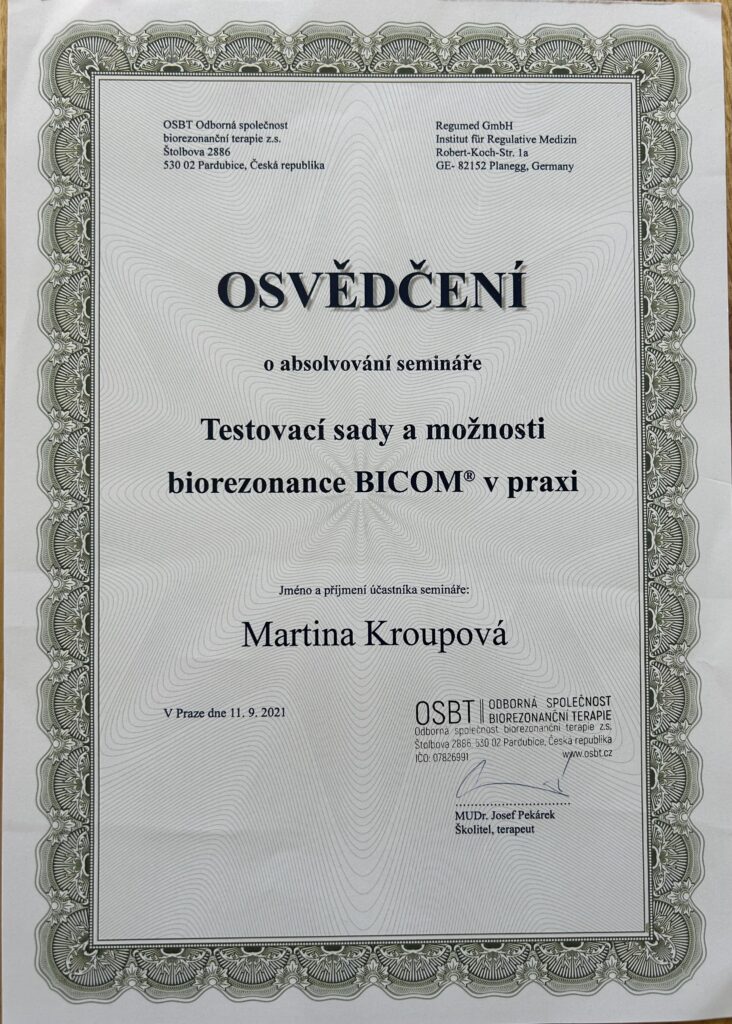 OSBT Odborná společnost
biorezonanční terapie z.s.
Štolbova 2886
530 02 Pardubice, Česká republika
Regumed GmbH
Institut für Regulative Medizin
Robert-Koch-Str. 1a
GE- 82152 Planegg, Germany
OSVĚDČENÍ
o absolvování semináře
Testovací sady a možnosti
biorezonance BICOM® v praxi
Jméno a příjmení účastníka semináře:
Martina Kroupová
V Praze dne 11. 9. 2021
OSBT ODBORNÁ SPOLEČNOST
BIOREZONANČNÍ TERAPIE
Odborná společnost biorezonanční terapie z.s.
Štolbova 2886, 530 02 Pardubice, Česká republika
IČO: 07826991 www.osbt.cz
MUDr. Josef Pekárek
Školitel, terapeut